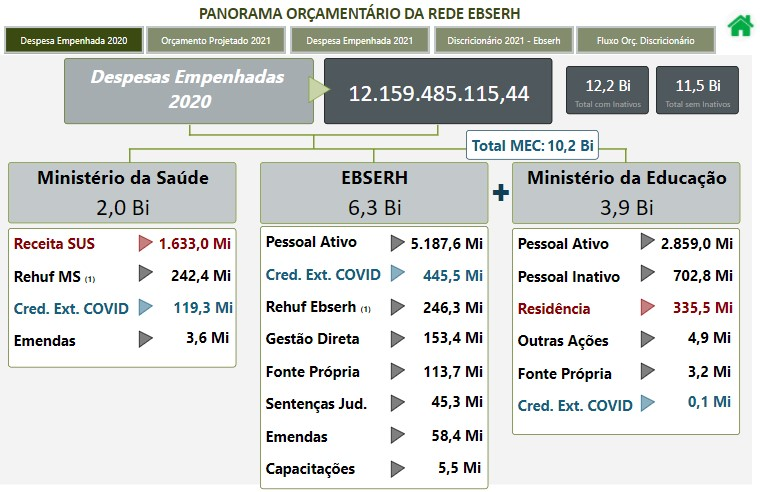 PANORAMA ORÇAMENTÁRIO DA REDE EBSERH
Despesa Empenhada 2020
Orçamento Projetado 2021
Despesa Empenhada 2021
Discricionário 2021 - Ebserh
Fluxo Orç. Discricionário
Despesas Empenhadas
2020
12.159.485.115,44
12,2 Bi
Total com Inativos
11,5 Bi
Total sem Inativos
Total MEC: 10,2 Bi
Ministério da Saúde
2,0 Bi
Receita SUS 1.633,0 Mi
Rehuf MS (1) 242,4 Mi
Cred. Ext. COVID 119,3 Mi
Emendas 3,6 Mi
EBSERH
6,3 Bi
Pessoal Ativo 5.187,6 Mi
Cred. Ext. COVID 445,5 Mi
Rehuf Ebserh (1) 246,3 Mi
Gestão Direta 153,4 Mi
Fonte Própria 113,7 Mi
Sentenças Jud. 45,3 Mi
Emendas 58,4 Mi
Capacitações 5,5 Mi
+
Ministério da Educação
3,9 Bi
Pessoal Ativo 2.859,0 Mi
Pessoal Inativo 702,8 Mi
Residência 335,5 Mi
Outras Ações 4,9 Mi
Fonte Própria 3,2 Mi
Cred. Ext. COVID 0,1 Mi